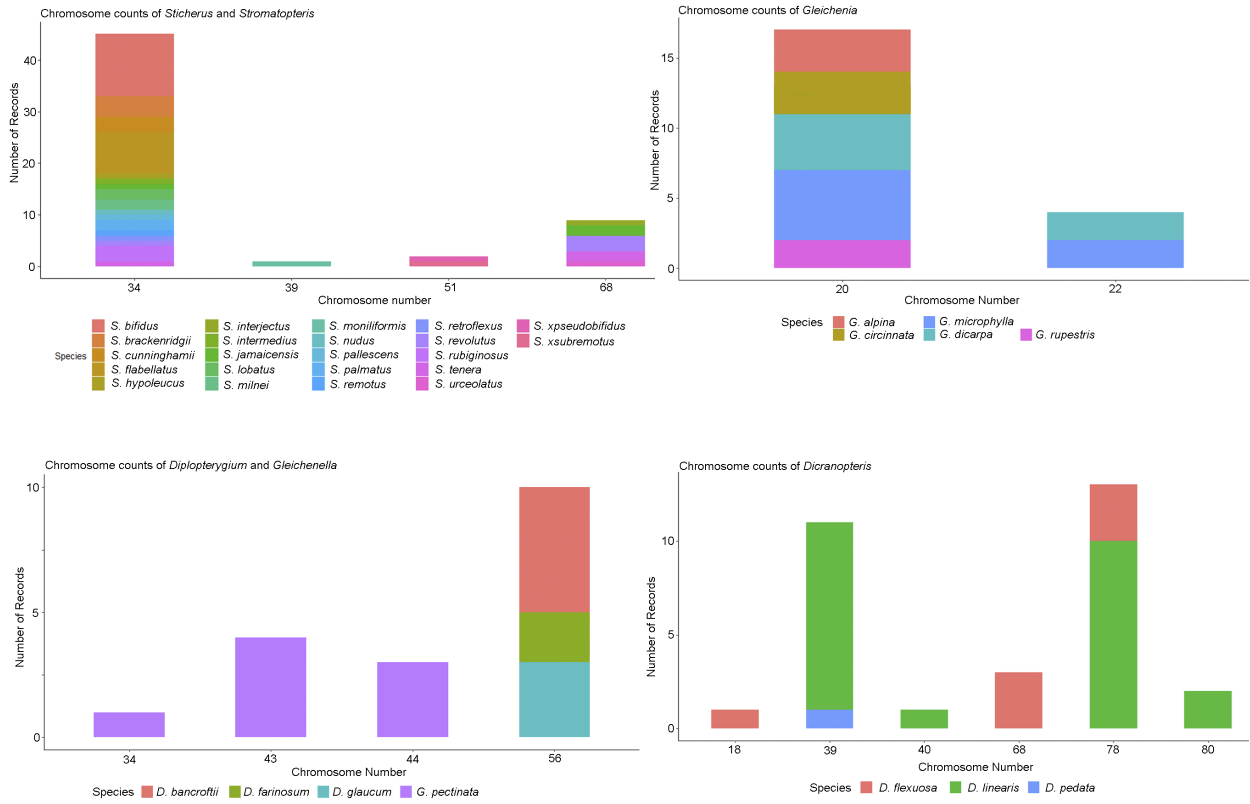 Chromosome counts of Sticherus and Stromatopteris
Number of Records
40
30
20
10
0
34 39 51 68
Chromosome number
Species
S. bifidus S. interjectus S. moniliformis S. retroflexus S. xpseudobifidus
S. brackenridgii S. intermedius S. nudus S. revolutus S. xsubremotus
S. cunninghamii S. jamaicensis S. pallescens S. rubiginosus
S. flabellatus S. lobatus S. palmatus S. tenera
S. hypoleucus S. milnei S. remotus S. urceolatus
Chromosome counts of Gleichenia
Number of Records
15
10
5
0
20 22
Chromosome Number
Species G. alpina G. microphylla
G. circinnata G. dicarpa G. rupestris
Chromosome counts of Diplopterygium and Gleichenella
Number of Records
10
5
0
34 43 44 56
Chromosome Number
Species D. bancroftii D. farinosum D. glaucum G. pectinata
Chromosome counts of Dicranopteris
Number of Records
10
5
0
18 39 40 68 78 80
Chromosome Number
Species D. flexuosa D. linearis D. pedata